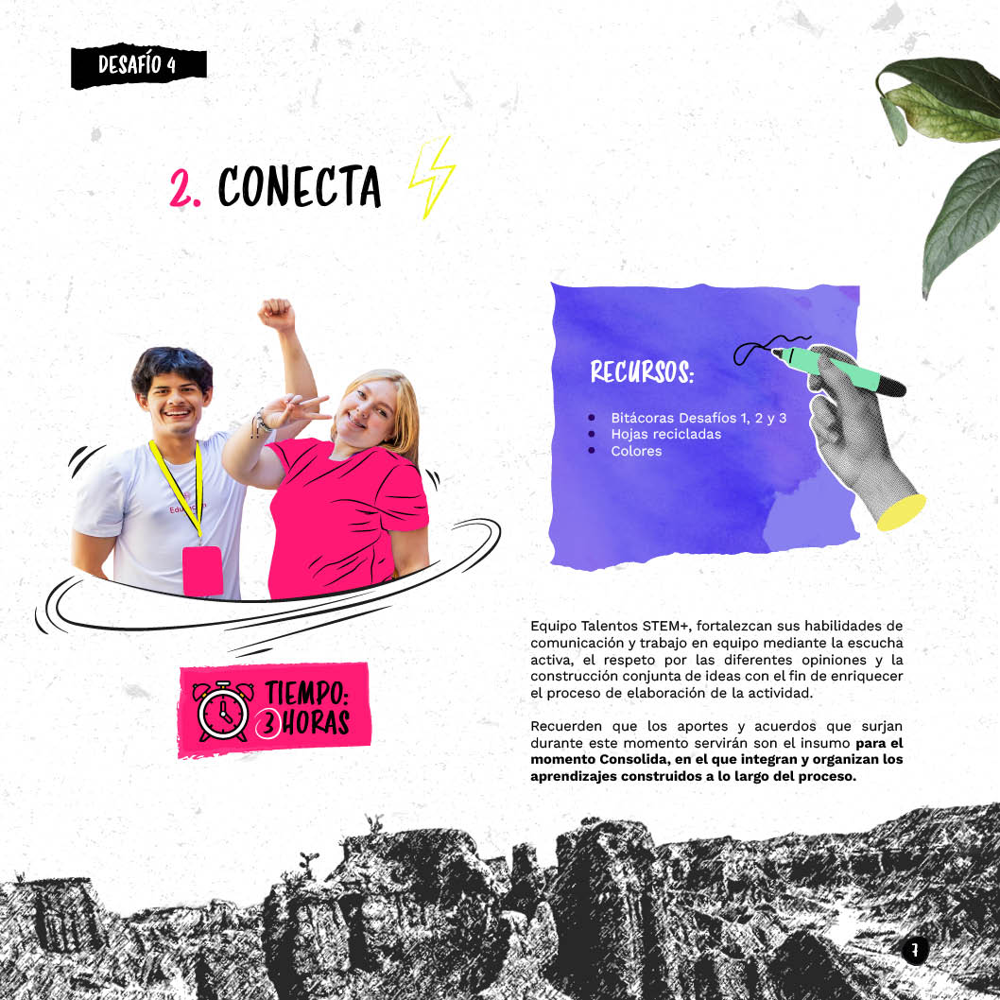 DESAFÍO 4
2. CONECTA
RECURSOS:
• Bitácoras Desafíos 1, 2 y 3
• Hojas recicladas
• Colores
TIEMPO:
3 HORAS
Equipo Talentos STEM+, fortalezcan sus habilidades de
comunicación y trabajo en equipo mediante la escucha
activa, el respeto por las diferentes opiniones y la
construcción conjunta de ideas con el fin de enriquecer
el proceso de elaboración de la actividad.
Recuerden que los aportes y acuerdos que surjan
durante este momento servirán son el insumo para el
momento Consolida, en el que integran y organizan los
aprendizajes construidos a lo largo del proceso.
7